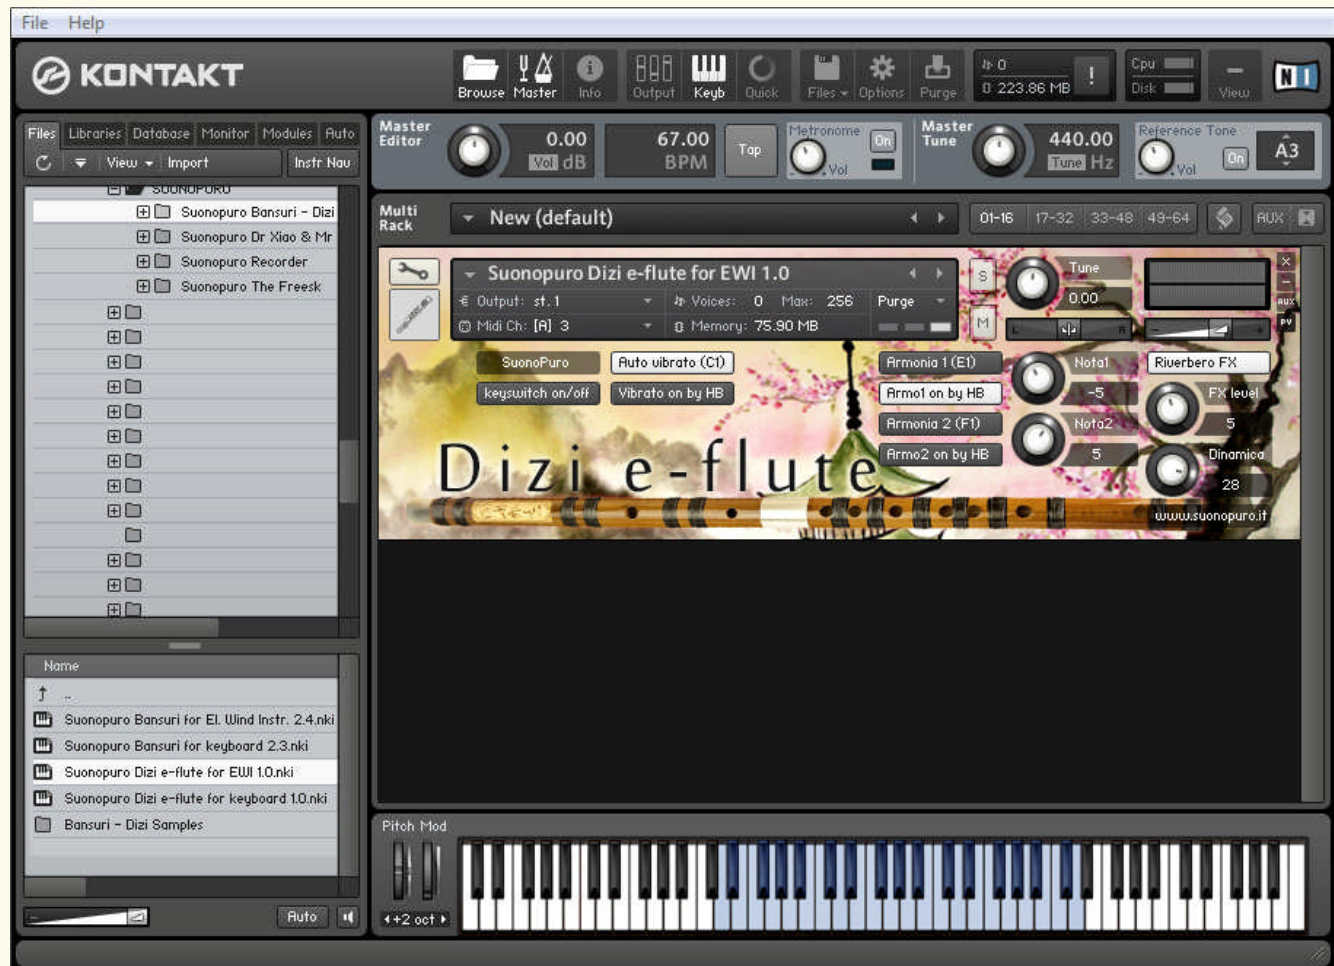 File Help
KONTAKT
Browse Master Info Output Keyb Quick Files Options Purge
0
223.86 MB
!
Cpu
Disk
View
NI
Files Libraries Database Monitor Modules Auto
View Import Instr Nav
SUONOPURO
Suonopuro Bansuri - Dizi
Suonopuro Dr Xiao & Mr
Suonopuro Recorder
Suonopuro The Freesk
Name
..
Suonopuro Bansuri for El. Wind Instr. 2.4.nki
Suonopuro Bansuri for keyboard 2.3.nki
Suonopuro Dizi e-flute for EWI 1.0.nki
Suonopuro Dizi e-flute for keyboard 1.0.nki
Bansuri - Dizi Samples
Auto
Master
Editor
0.00
Vol dB
67.00
BPM
Tap
Metronome
On
Vol
Master
Tune
440.00
Tune Hz
Reference Tone
On
Vol
A3
Multi
Rack
New (default)
01-16 17-32 33-48 49-64
AUX
Suonopuro Dizi e-flute for EWI 1.0
Output: st.1 Voices: 0 Max: 256 Purge
Midi Ch: [A] 3 Memory: 75.90 MB
S
M
Tune
0.00
L R
- +
x
-
AUX
PV
SuonoPuro Auto vibrato (C1)
keyswitch on/off Vibrato on by HB
Armonia 1 (E1)
Armo1 on by HB
Armonia 2 (F1)
Armo2 on by HB
Nota1
-5
Nota2
5
Riverbero FX
FX level
5
Dinamica
28
Dizi e-flute
www.suonopuro.it
Pitch Mod
+2 oct